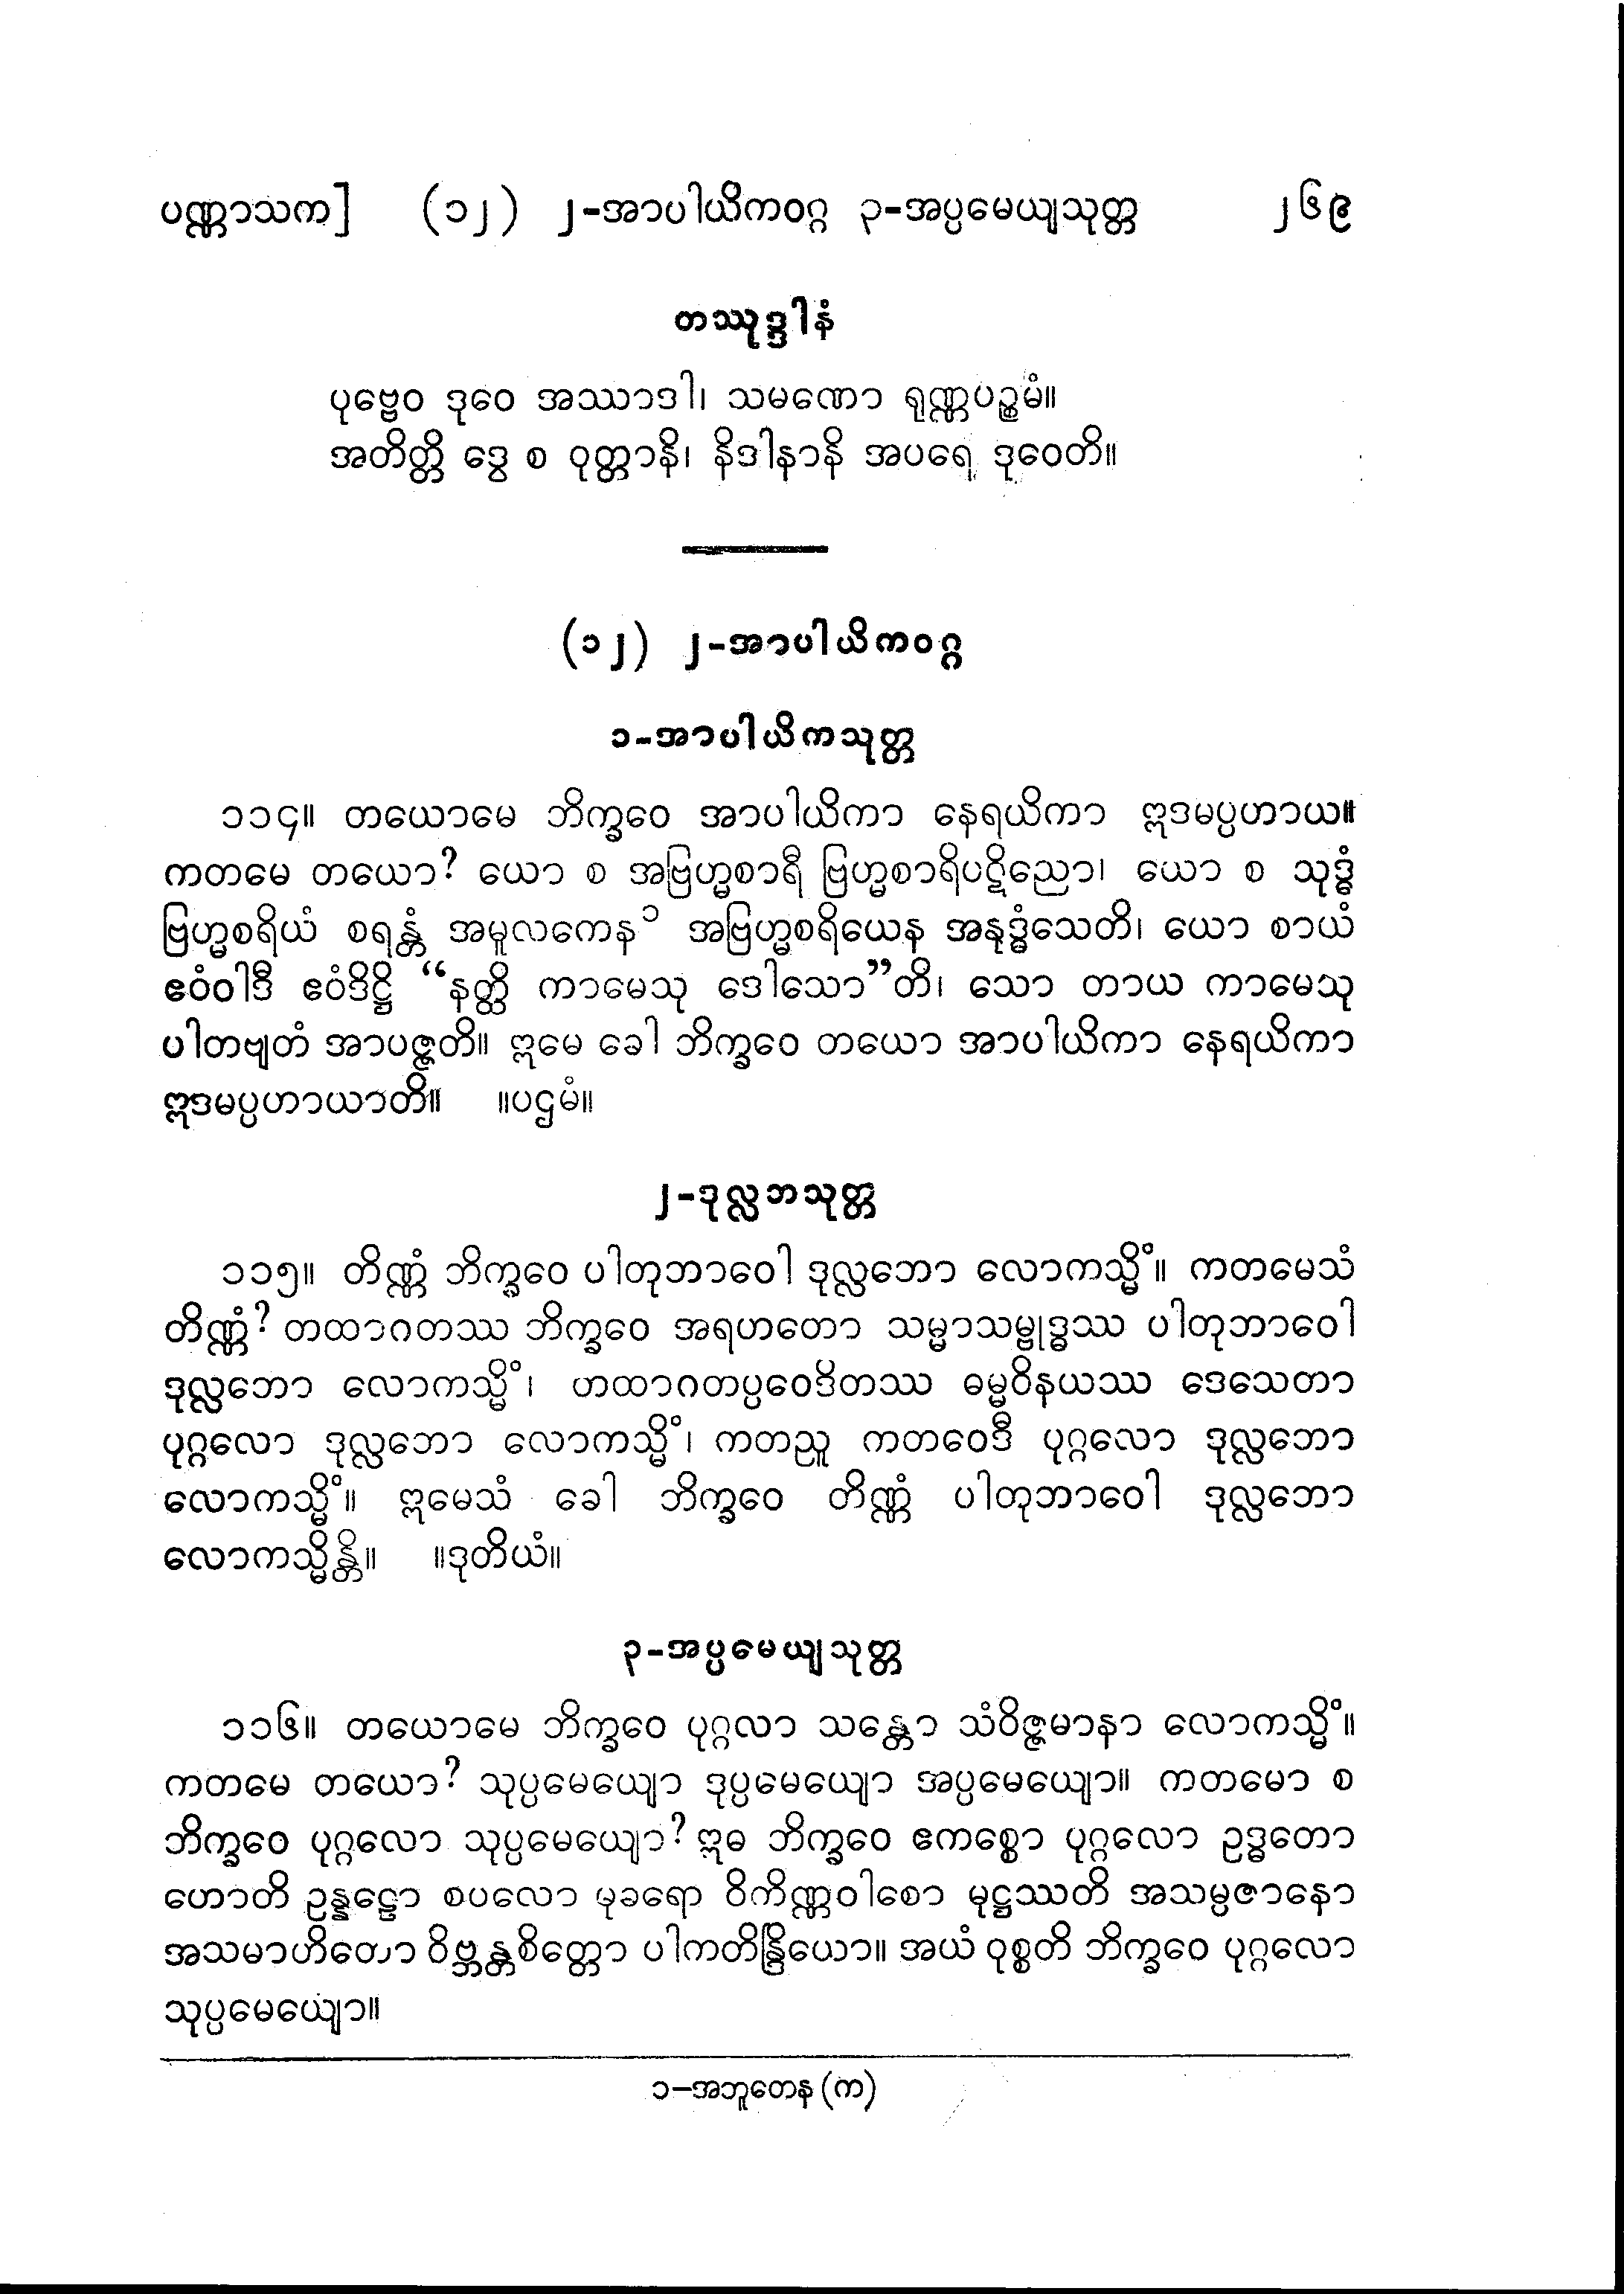 ပဏ္ဏာသက] (၁၂) ၂-အာပါယိကဝဂ္ဂ ၃-အပ္ပမေယျသုတ္တ ၂၆၉
တဿုဒ္ဒါနံ
ပုဗ္ဗေဝ ဒုဝေ အဿာဒါ၊ သမဏော ရုဏ္ဏပဉ္စမံ။
အတိတ္တိ ဒွေ စ ဝုတ္တာနိ၊ နိဒါနာနိ အပရေ ဒုဝေတိ။
(၁၂) ၂-အာပါယိကဝဂ္ဂ
၁-အာပါယိကသုတ္တ
၁၁၄။ တယောမေ ဘိက္ခဝေ အာပါယိကာ နေရယိကာ ဣဒမပ္ပဟာယ။
ကတမေ တယော? ယော စ အဗြဟ္မစာရီ ဗြဟ္မစာရိပဋိညော၊ ယော စ သုဒ္ဓံ
ဗြဟ္မစရိယံ စရန္တံ အမူလကေန၁ အဗြဟ္မစရိယေန အနုဒ္ဓံသေတိ၊ ယော စာယံ
ဧဝံဝါဒီ ဧဝံဒိဋ္ဌိ “နတ္ထိ ကာမေသု ဒေါသော”တိ၊ သော တာယ ကာမေသု
ပါတဗျတံ အာပဇ္ဇတိ။ ဣမေ ခေါ ဘိက္ခဝေ တယော အာပါယိကာ နေရယိကာ
ဣဒမပ္ပဟာယာတိ။ ။ပဌမံ။
၂-ဒုလ္လဘသုတ္တ
၁၁၅။ တိဏ္ဏံ ဘိက္ခဝေ ပါတုဘာဝေါ ဒုလ္လဘော လောကသ္မိံ။ ကတမေသံ
တိဏ္ဏံ? တထာဂတဿ ဘိက္ခဝေ အရဟတော သမ္မာသမ္ဗုဒ္ဓဿ ပါတုဘာဝေါ
ဒုလ္လဘော လောကသ္မိံ၊ ဟထာဂတပ္ပဝေဒိတဿ ဓမ္မဝိနယဿ ဒေသေတာ
ပုဂ္ဂလော ဒုလ္လဘော လောကသ္မိံ၊ ကတညူ ကတဝေဒီ ပုဂ္ဂလော ဒုလ္လဘော
လောကသ္မိံ။ ဣမေသံ ခေါ ဘိက္ခဝေ တိဏ္ဏံ ပါတုဘာဝေါ ဒုလ္လဘော
လောကသ္မိန္တိ။ ။ဒုတိယံ။
၃-အပ္ပမေယျသုတ္တ
၁၁၆။ တယောမေ ဘိက္ခဝေ ပုဂ္ဂလာ သန္တော သံဝိဇ္ဇမာနာ လောကသ္မိံ။
ကတမေ တယော? သုပ္ပမေယျော ဒုပ္ပမေယျော အပ္ပမေယျော။ ကတမော စ
ဘိက္ခဝေ ပုဂ္ဂလော သုပ္ပမေယျော? ဣဓ ဘိက္ခဝေ ဧကစ္စော ပုဂ္ဂလော ဥဒ္ဓတော
ဟောတိ ဥန္နဠော စပလော မုခရော ဝိကိဏ္ဏဝါစော မုဋ္ဌဿတိ အသမ္ပဇာနော
အသမာဟိတော ဝိဗ္ဘန္တစိတ္တော ပါကတိန္ဒြိယော။ အယံ ဝုစ္စတိ ဘိက္ခဝေ ပုဂ္ဂလော
သုပ္ပမေယျော။
၁−အဘူတေန (က)